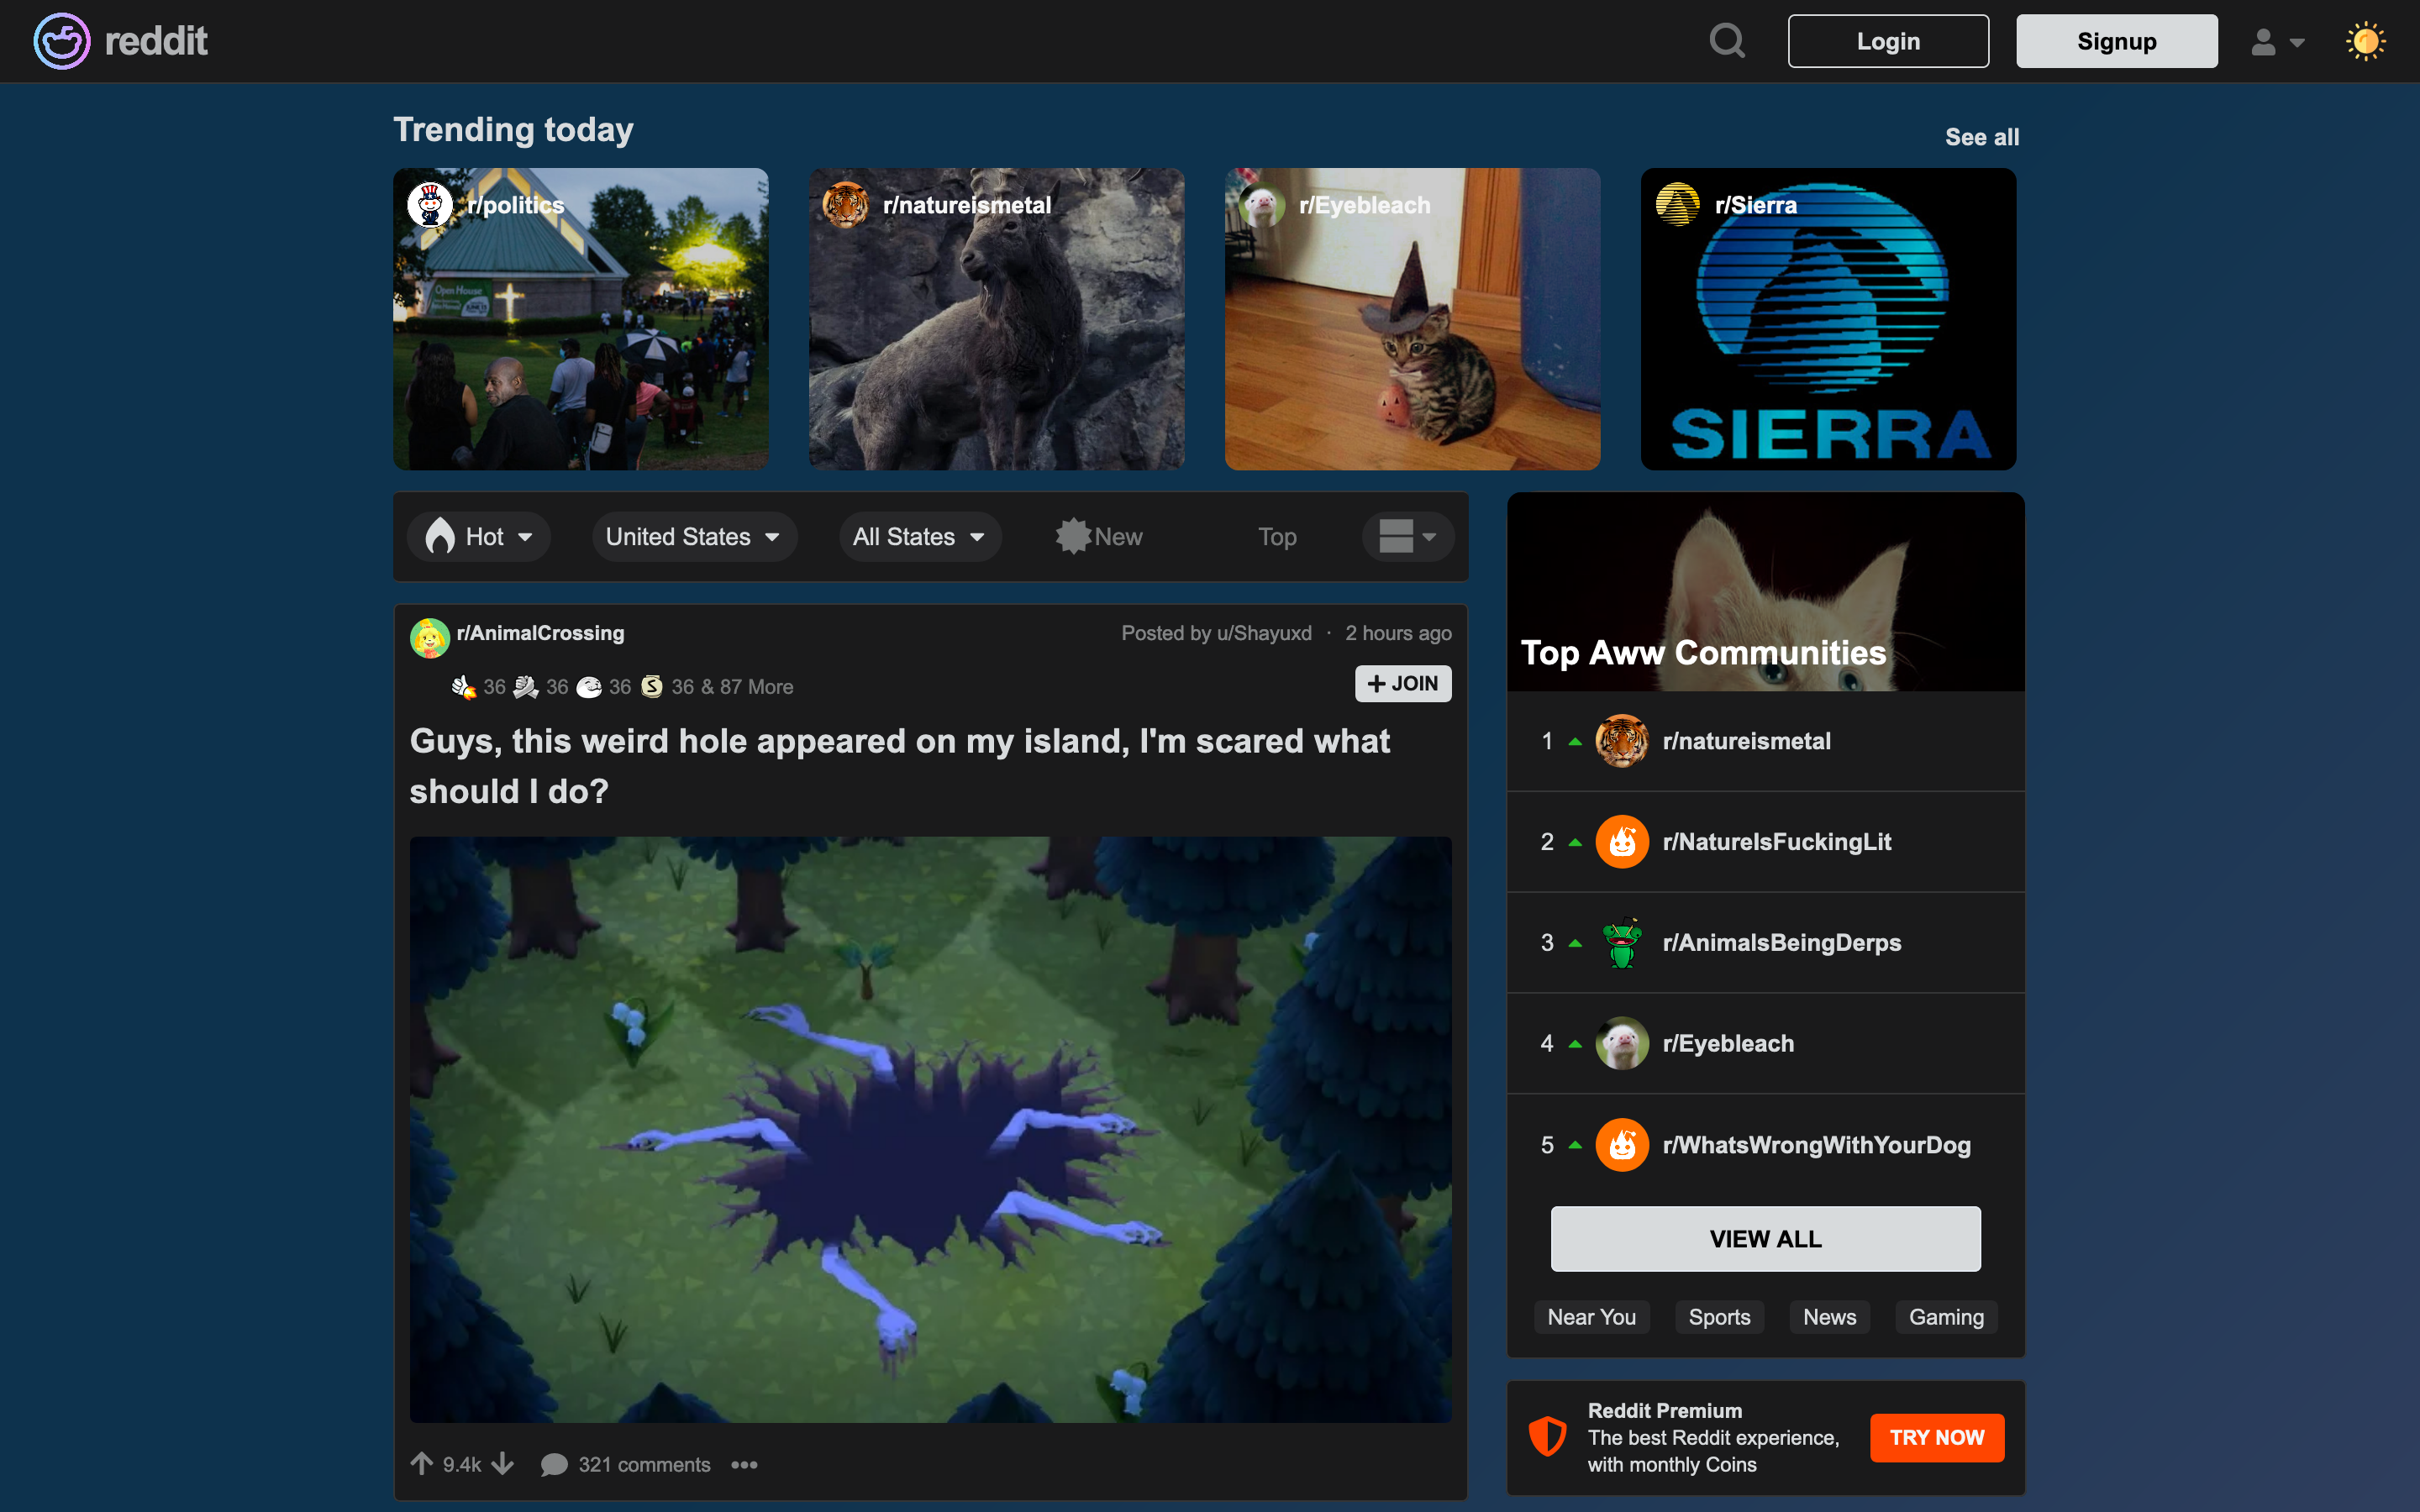 reddit
Login
Signup
Trending today
See all
r/politics
Open House
r/natureismetal
r/Eyebleach
r/Sierra
SIERRA
Hot
United States
All States
New
Top
r/AnimalCrossing
Posted by u/Shayuxd · 2 hours ago
36 36 36 36 & 87 More
+ JOIN
Guys, this weird hole appeared on my island, I'm scared what
should I do?
9.4k
321 comments
Top Aww Communities
1 r/natureismetal
2 r/NatureIsFuckingLit
3 r/AnimalsBeingDerps
4 r/Eyebleach
5 r/WhatsWrongWithYourDog
VIEW ALL
Near You
Sports
News
Gaming
Reddit Premium
The best Reddit experience,
with monthly Coins
TRY NOW